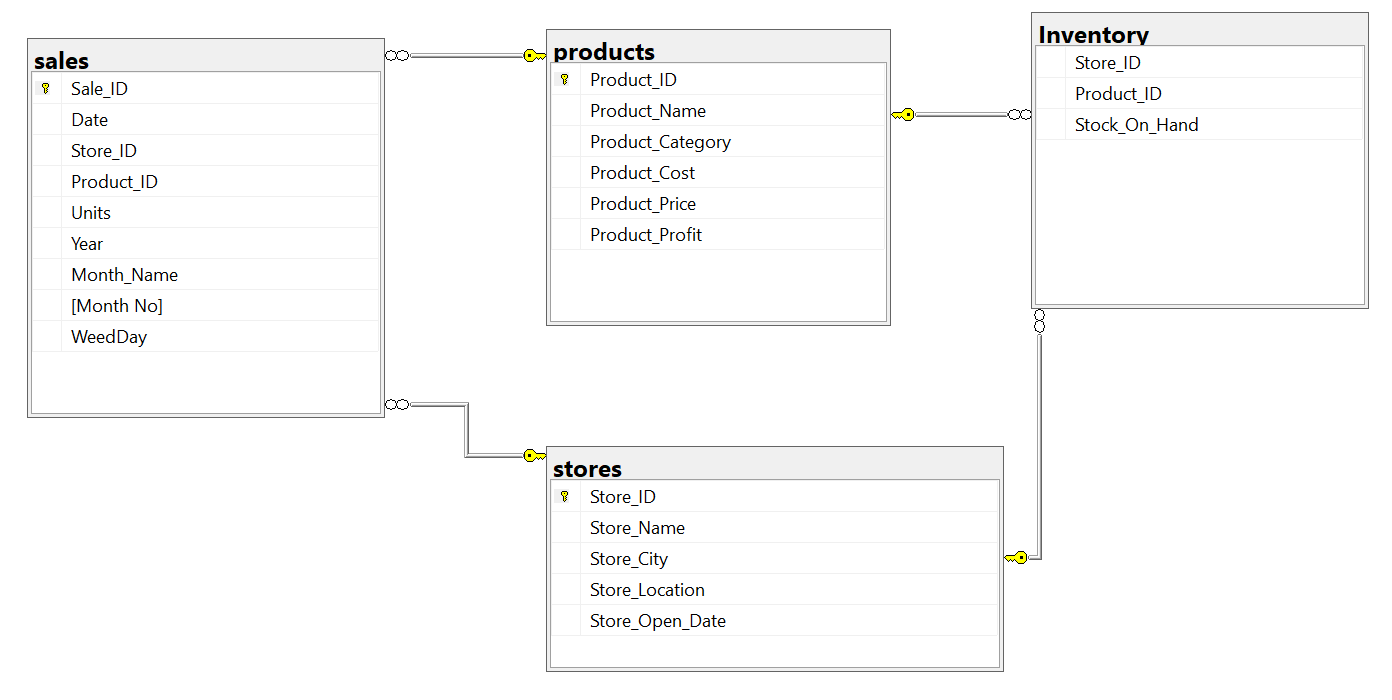 sales
Sale_ID
Date
Store_ID
Product_ID
Units
Year
Month_Name
[Month No]
WeedDay
products
Product_ID
Product_Name
Product_Category
Product_Cost
Product_Price
Product_Profit
Inventory
Store_ID
Product_ID
Stock_On_Hand
stores
Store_ID
Store_Name
Store_City
Store_Location
Store_Open_Date